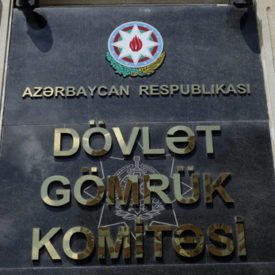 AZƏRBAYCAN RESPUBLİKASI
DÖVLƏT
GÖMRÜK
KOMİTƏSİ